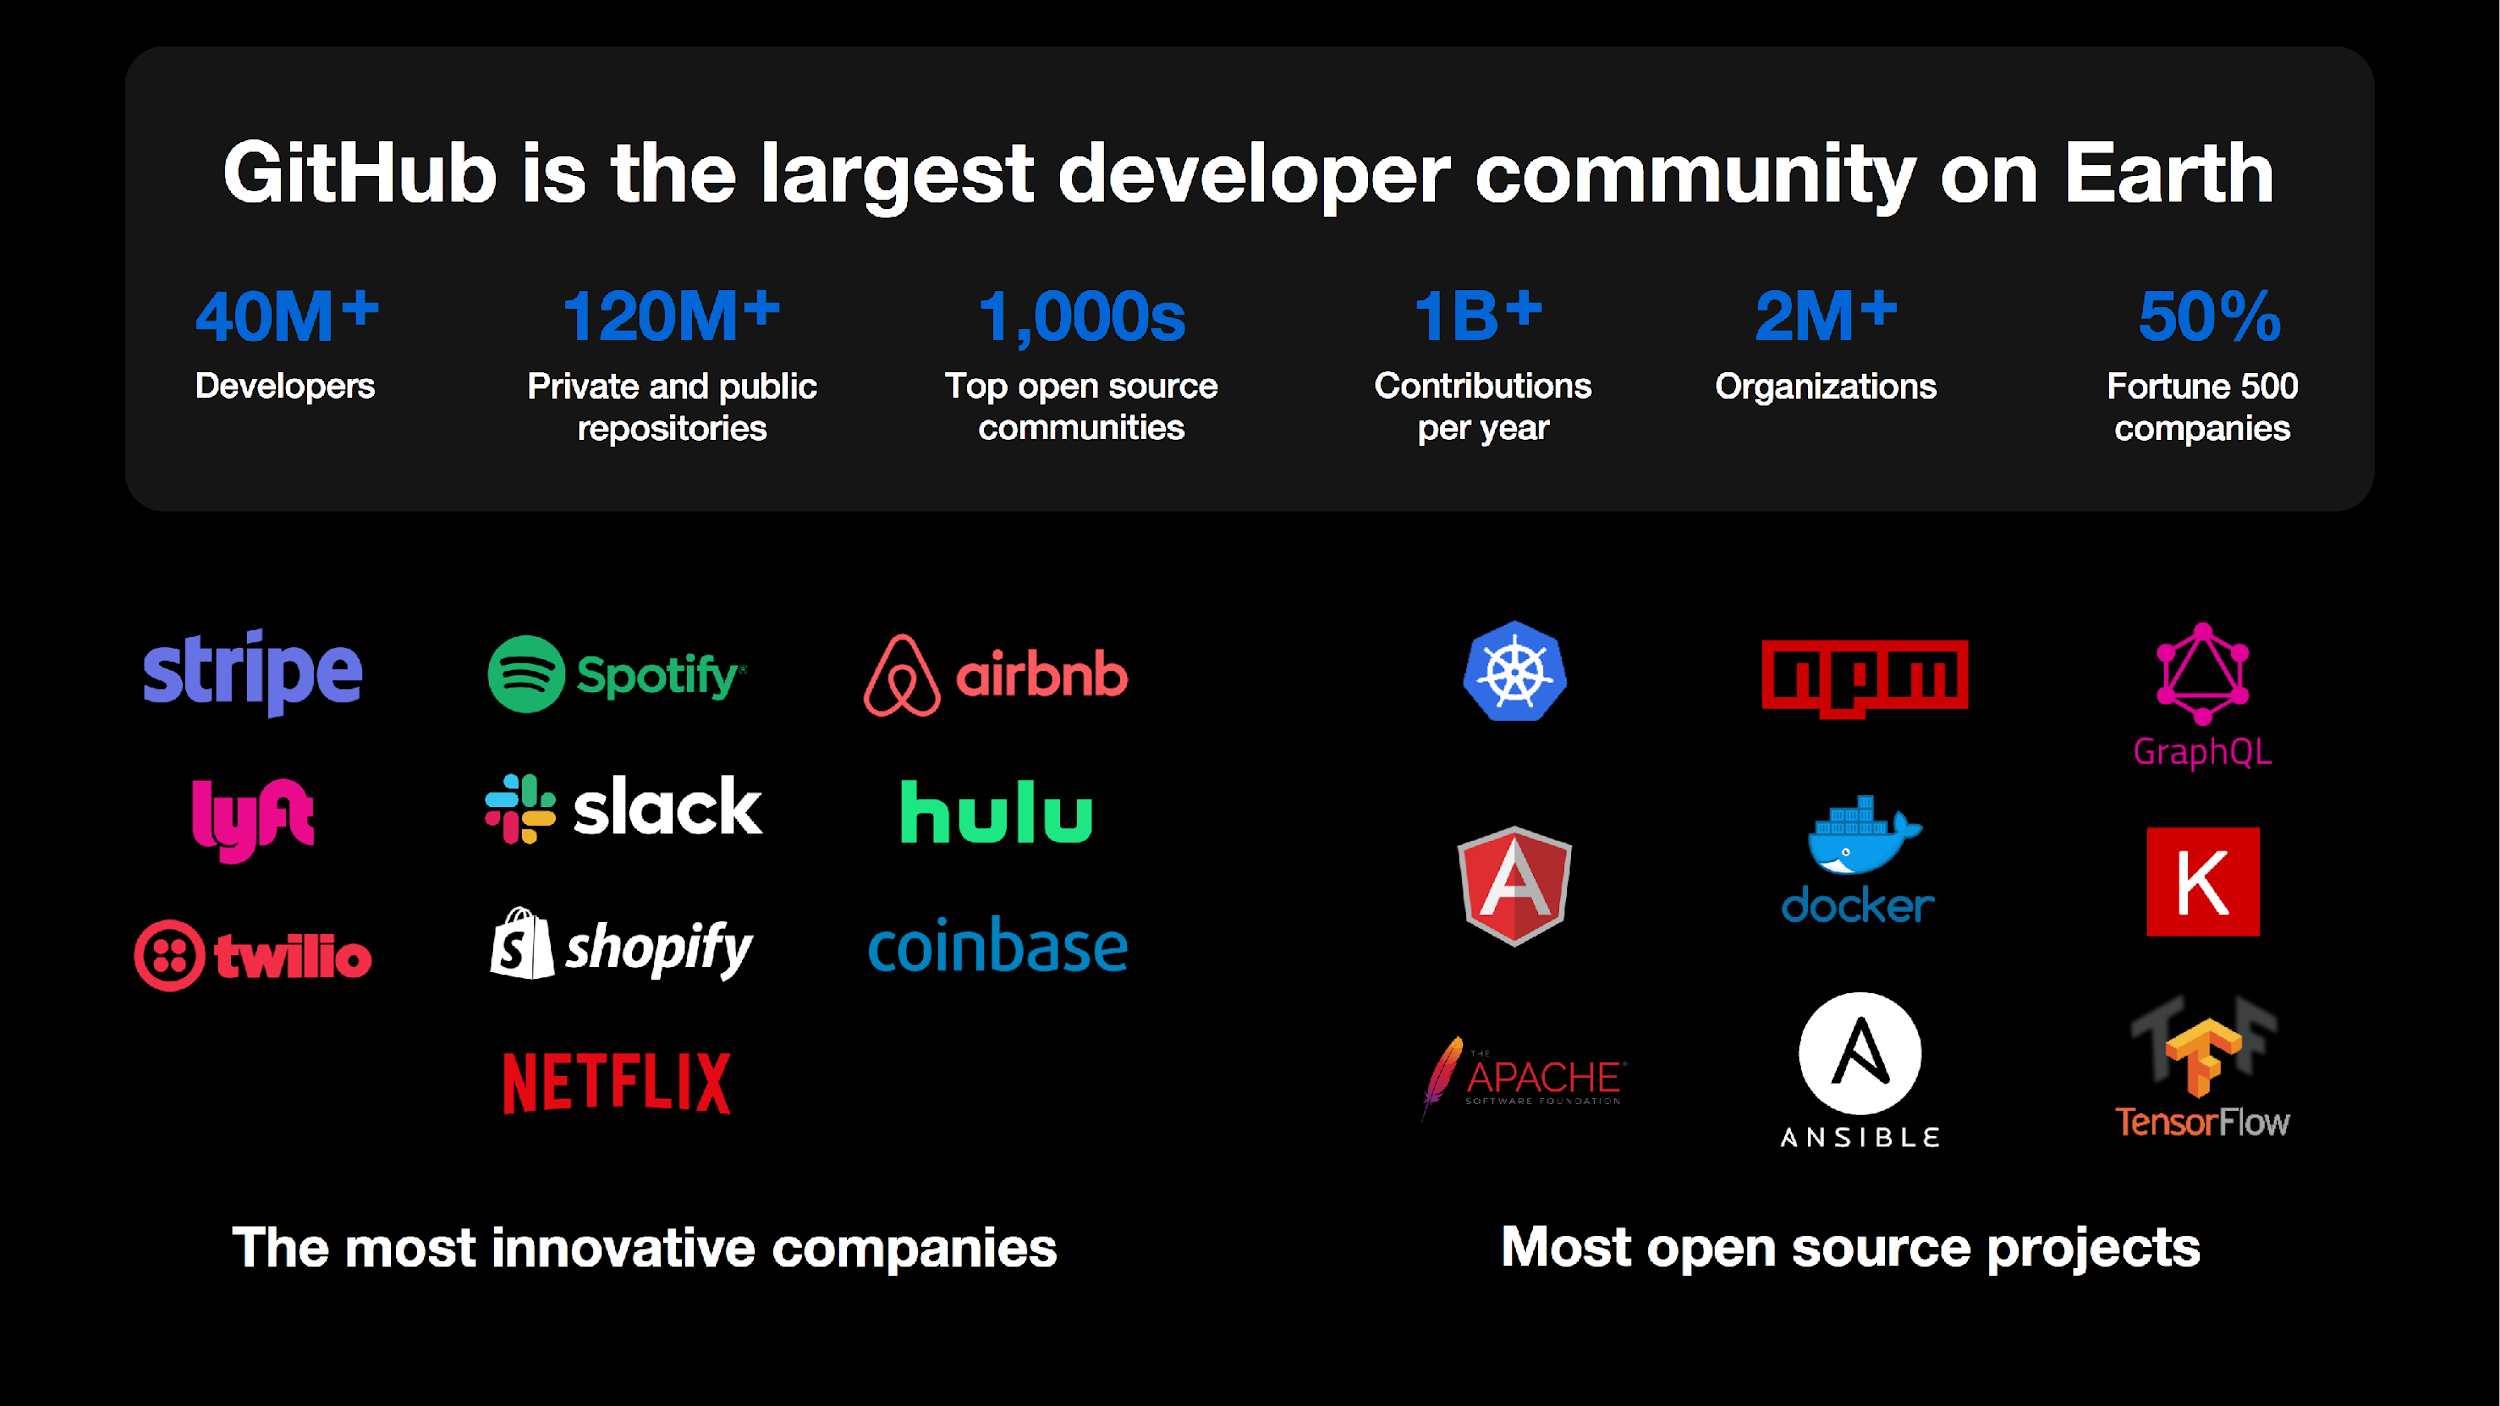 GitHub is the largest developer community on Earth
40M+
Developers
120M+
Private and public
repositories
1,000s
Top open source
communities
1B+
Contributions
per year
2M+
Organizations
50%
Fortune 500
companies
stripe
Spotify®
airbnb
lyft
slack
hulu
twilio
S shopify
coinbase
NETFLIX
The most innovative companies
npm
GraphQL
A
docker
K
THE
APACHE®
SOFTWARE FOUNDATION
A
ANSIBLE
TF
TensorFlow
Most open source projects